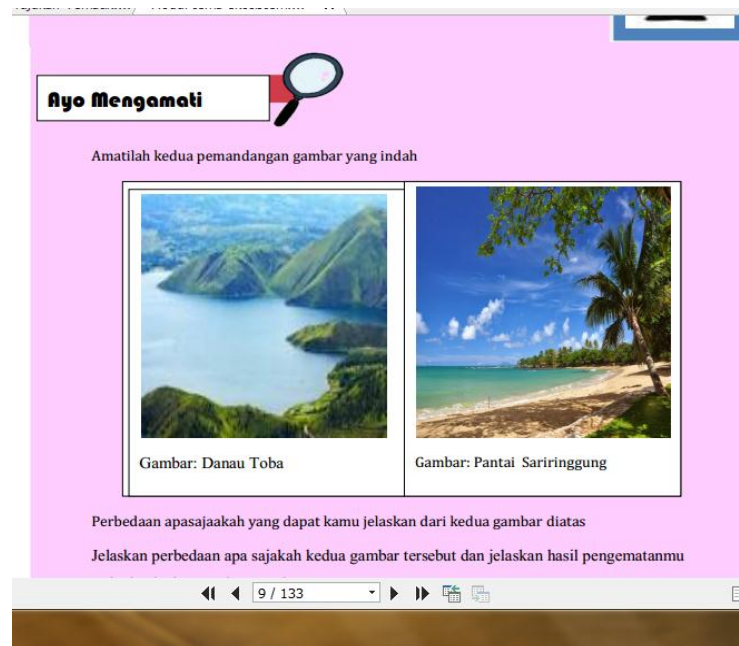 Ayo Mengamati
Amatilah kedua pemandangan gambar yang indah
Gambar: Danau Toba
Gambar: Pantai Sariringgung
Perbedaan apasajaakah yang dapat kamu jelaskan dari kedua gambar diatas
Jelaskan perbedaan apa sajakah kedua gambar tersebut dan jelaskan hasil pengematanmu
9 / 133